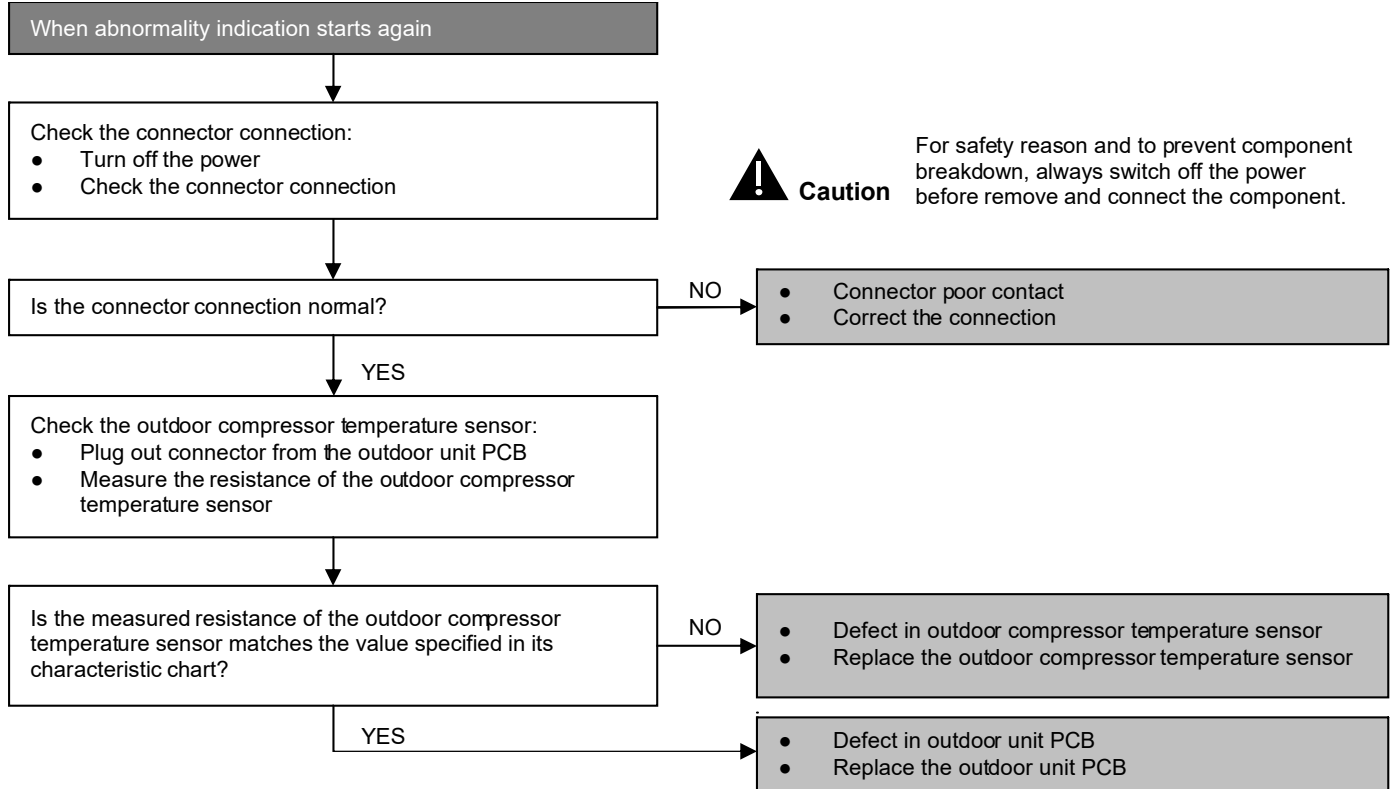 When abnormality indication starts again
Check the connector connection:
● Turn off the power
● Check the connector connection
For safety reason and to prevent component
breakdown, always switch off the power
before remove and connect the component.
Caution
Is the connector connection normal?
NO
● Connector poor contact
● Correct the connection
YES
Check the outdoor compressor temperature sensor:
● Plug out connector from the outdoor unit PCB
● Measure the resistance of the outdoor compressor
temperature sensor
Is the measured resistance of the outdoor compressor
temperature sensor matches the value specified in its
characteristic chart?
NO
● Defect in outdoor compressor temperature sensor
● Replace the outdoor compressor temperature sensor
YES
● Defect in outdoor unit PCB
● Replace the outdoor unit PCB